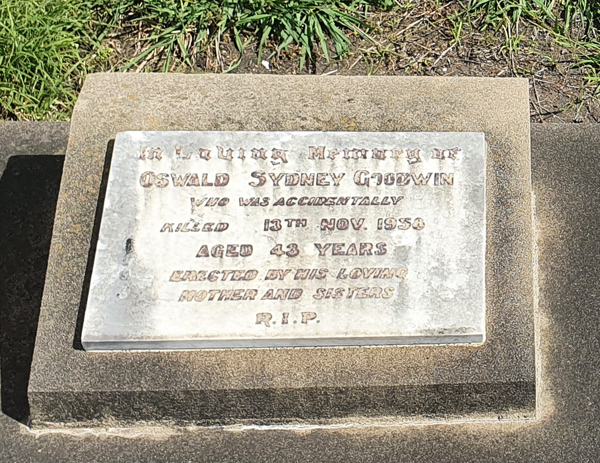 In Loving Memory of
OSWALD SYDNEY GOODWIN
WHO WAS ACCIDENTALLY
KILLED 13TH NOV. 1953
AGED 43 YEARS
ERECTED BY HIS LOVING
MOTHER AND SISTERS
R.I.P.